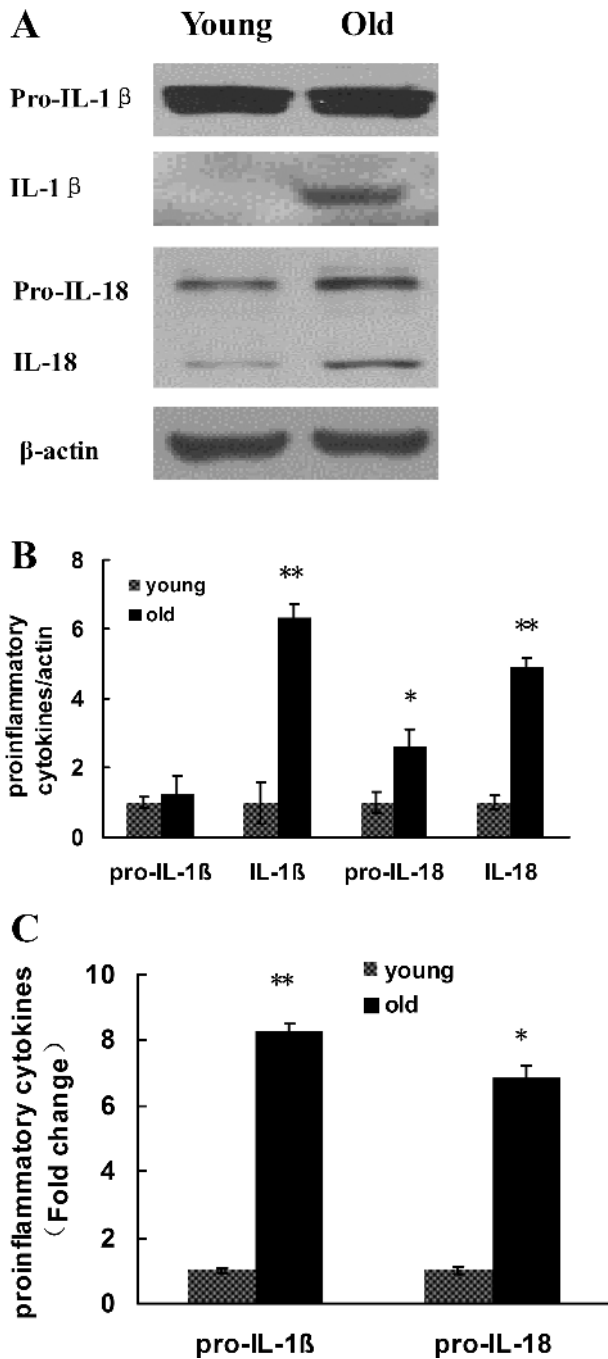 A
Young Old
Pro-IL-1 β
IL-1 β
Pro-IL-18
IL-18
β-actin
B
proinflammatory
cytokines/actin
8
6
4
2
0
young
old
**
*
**
pro-IL-1ß IL-1ß pro-IL-18 IL-18
C
proinflammatory cytokines
(Fold change)
10
8
6
4
2
0
young
old
**
*
pro-IL-1ß pro-IL-18